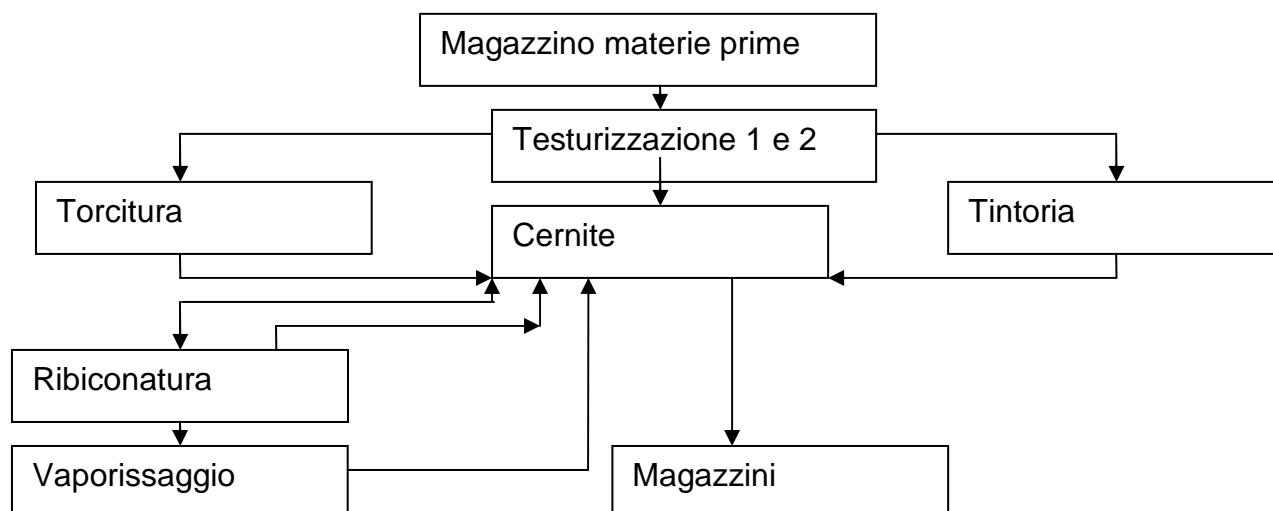 Magazzino materie prime
Testurizzazione 1 e 2
Torcitura
Tintoria
Cernite
Ribiconatura
Vaporissaggio
Magazzini